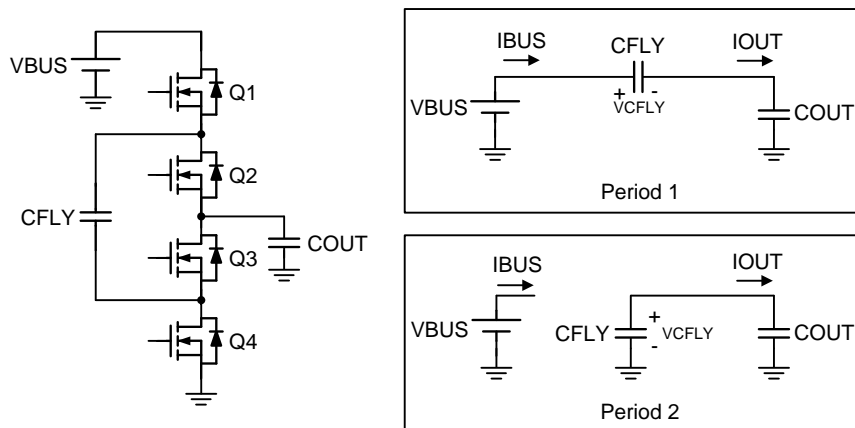 VBUS
Q1
Q2
CFLY
COUT
Q3
Q4
IBUS
CFLY
IOUT
+ -
VCFLY
VBUS
COUT
Period 1
IBUS
IOUT
VBUS
CFLY
+
VCFLY
-
COUT
Period 2